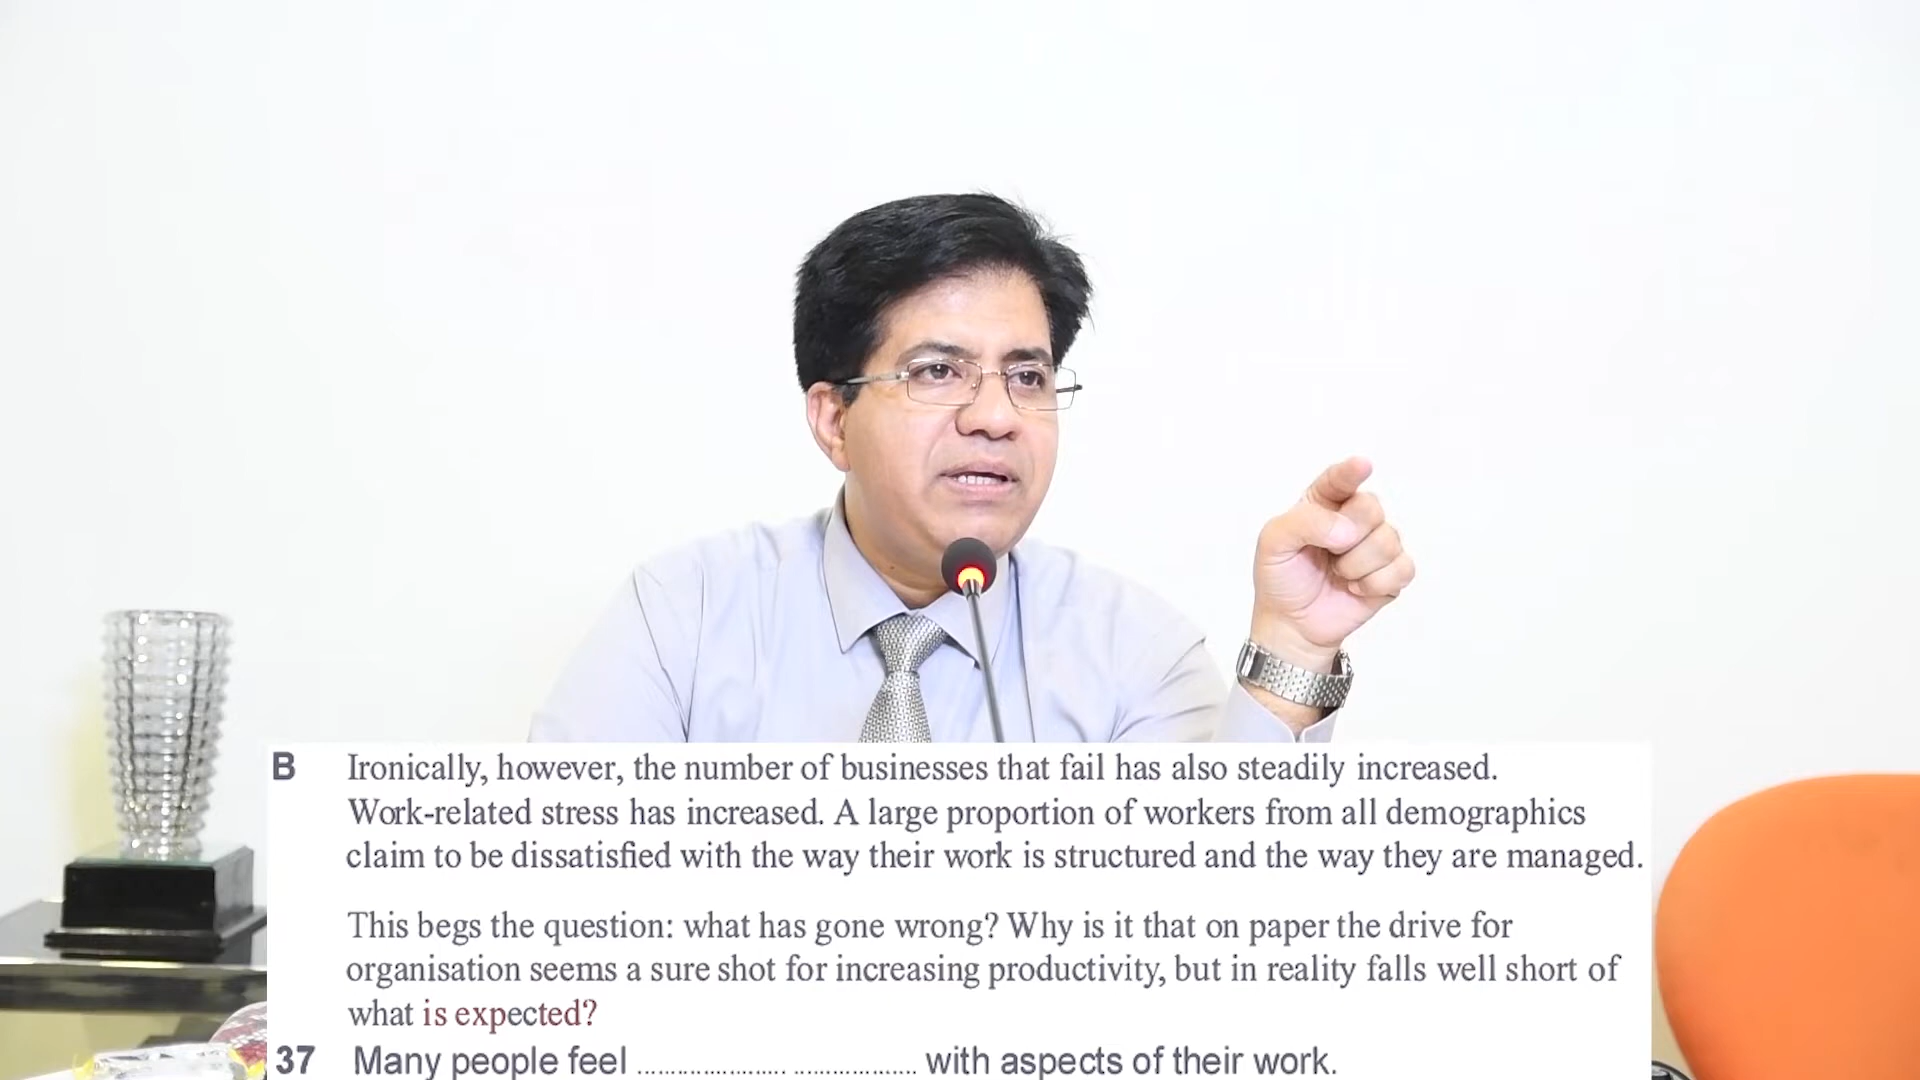 B Ironically, however, the number of businesses that fail has also steadily increased.
Work-related stress has increased. A large proportion of workers from all demographics
claim to be dissatisfied with the way their work is structured and the way they are managed.
This begs the question: what has gone wrong? Why is it that on paper the drive for
organisation seems a sure shot for increasing productivity, but in reality falls well short of
what is expected?
37 Many people feel ...................... .................. with aspects of their work.